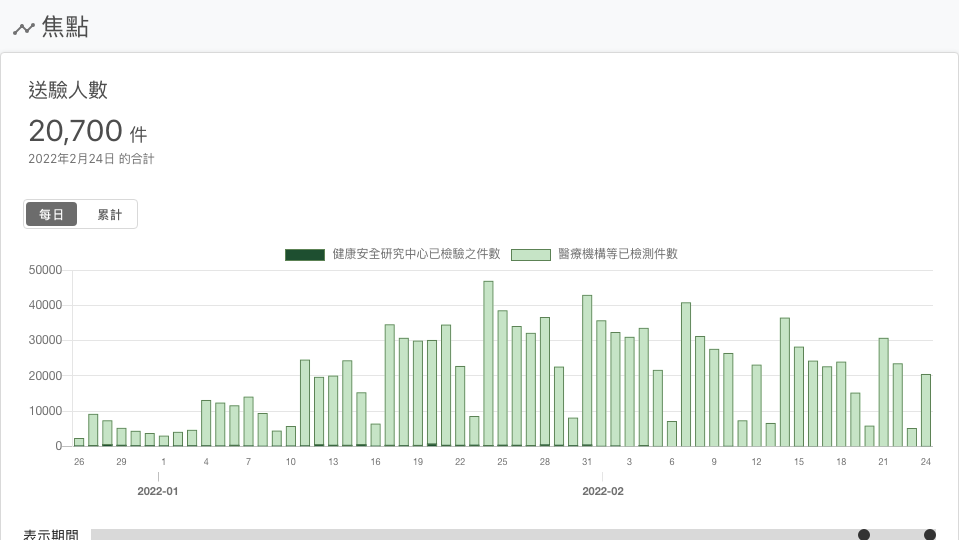 焦點
送驗人數
20,700 件
2022年2月24日 的合計
每日 累計
健康安全研究中心已檢驗之件數 醫療機構等已檢測件數
50000
40000
30000
20000
10000
0
26 29 1 4 7 10 13 16 19 22 25 28 31 3 6 9 12 15 18 21 24
2022-01 2022-02
表示期間